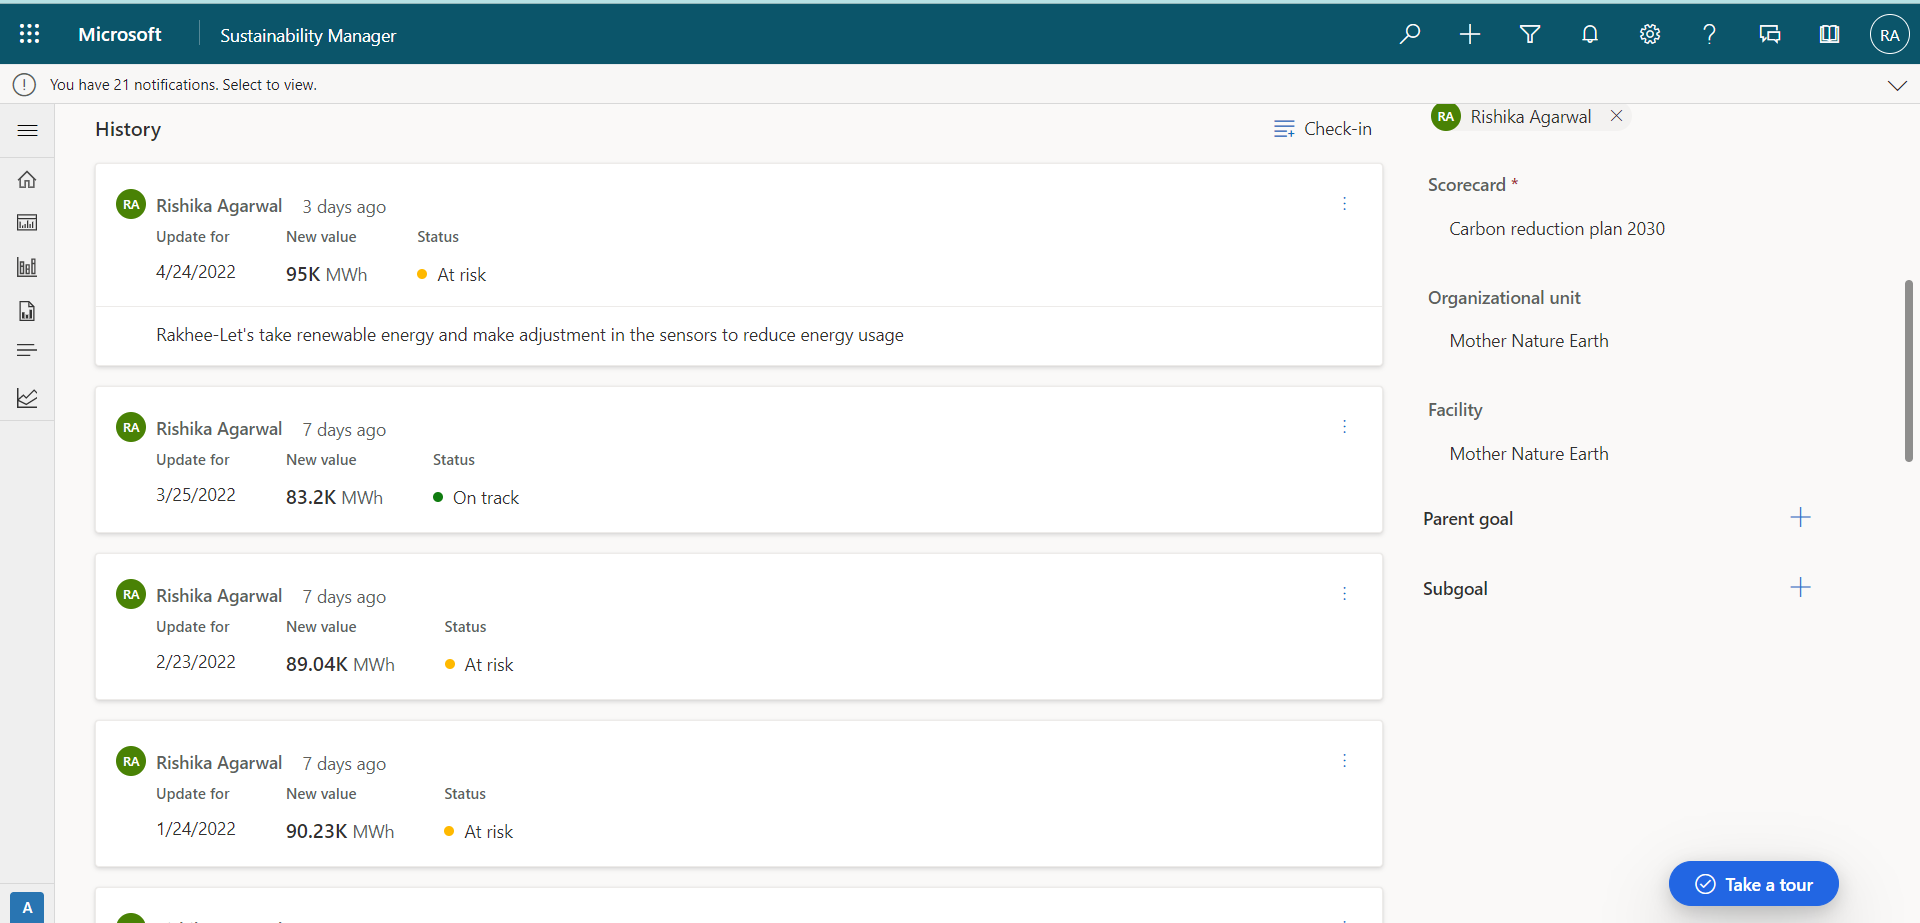 Microsoft
Sustainability Manager
RA
You have 21 notifications. Select to view.
History
Check-in
RA Rishika Agarwal
RA Rishika Agarwal 3 days ago
Update for New value Status
4/24/2022 95K MWh At risk
Rakhee-Let's take renewable energy and make adjustment in the sensors to reduce energy usage
RA Rishika Agarwal 7 days ago
Update for New value Status
3/25/2022 83.2K MWh On track
RA Rishika Agarwal 7 days ago
Update for New value Status
2/23/2022 89.04K MWh At risk
RA Rishika Agarwal 7 days ago
Update for New value Status
1/24/2022 90.23K MWh At risk
Scorecard *
Carbon reduction plan 2030
Organizational unit
Mother Nature Earth
Facility
Mother Nature Earth
Parent goal
Subgoal
Take a tour
A